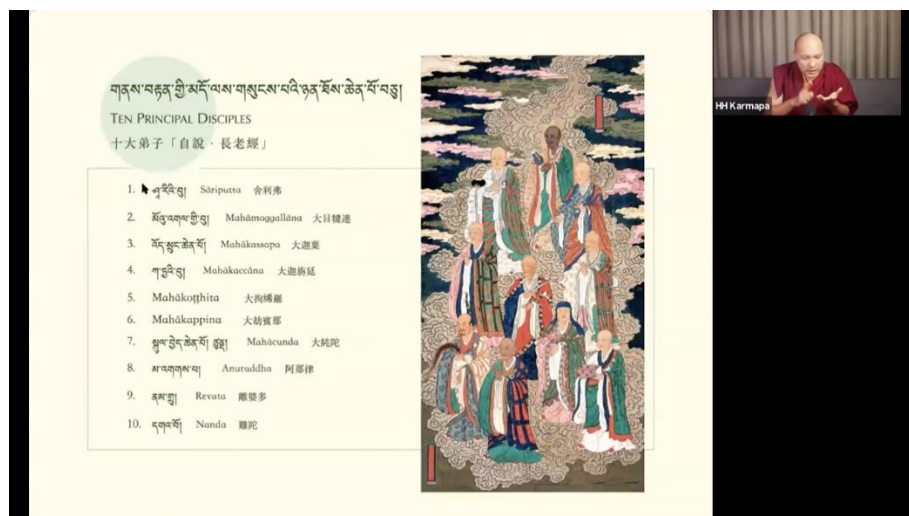 གནས་བརྟན་གྱི་མདོ་ལས་གསུངས་པའི་ཉན་ཐོས་ཆེན་པོ་བཅུ།
TEN PRINCIPAL DISCIPLES
十大弟子「自說·長老經」
1. ཤཱ་རིའི་བུ། Sāriputta 舍利弗
2. མོའུ་འགལ་གྱི་བུ། Mahāmoggallāna 大目犍連
3. འོད་སྲུང་ཆེན་པོ། Mahākassapa 大迦葉
4. ཀ་ཏྱའི་བུ། Mahākaccāna 大迦旃延
5. Mahākoṭṭhita 大拘絺羅
6. Mahākappina 大劫賓那
7. སྐུལ་བྱེད་ཆེན་པོ། ཙུནྡ། Mahācunda 大純陀
8. མ་འགགས་པ། Anuruddha 阿那律
9. ནམ་གྲུ། Revata 離婆多
10. དགའ་བོ། Nanda 難陀
HH Karmapa